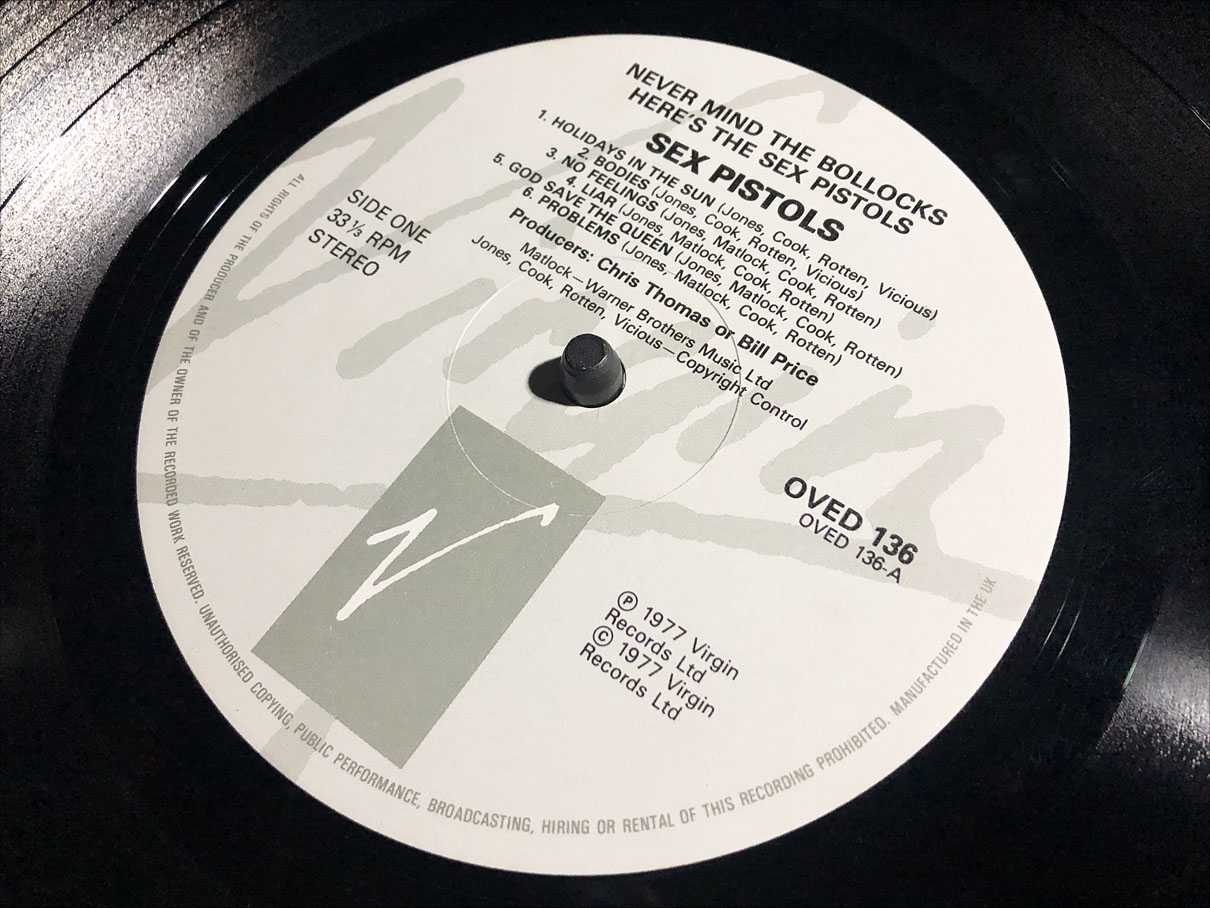 NEVER MIND THE BOLLOCKS
HERE'S THE SEX PISTOLS
SEX PISTOLS
1. HOLIDAYS IN THE SUN (Jones, Cook, Rotten, Vicious)
2. BODIES (Jones, Cook, Rotten, Vicious)
3. NO FEELINGS (Jones, Matlock, Cook, Rotten)
4. LIAR (Jones, Matlock, Cook, Rotten)
5. GOD SAVE THE QUEEN (Jones, Matlock, Cook, Rotten)
6. PROBLEMS (Jones, Matlock, Cook, Rotten)
Producers: Chris Thomas or Bill Price
Matlock—Warner Brothers Music Ltd
Jones, Cook, Rotten, Vicious—Copyright Control
SIDE ONE
33 ⅓ RPM
STEREO
Virgin
OVED 136
OVED 136-A
℗ 1977 Virgin
Records Ltd
© 1977 Virgin
Records Ltd
ALL RIGHTS OF THE PRODUCER AND OF THE OWNER OF THE RECORDED WORK RESERVED. UNAUTHORISED COPYING, PUBLIC PERFORMANCE, BROADCASTING, HIRING OR RENTAL OF THIS RECORDING PROHIBITED. MANUFACTURED IN THE UK